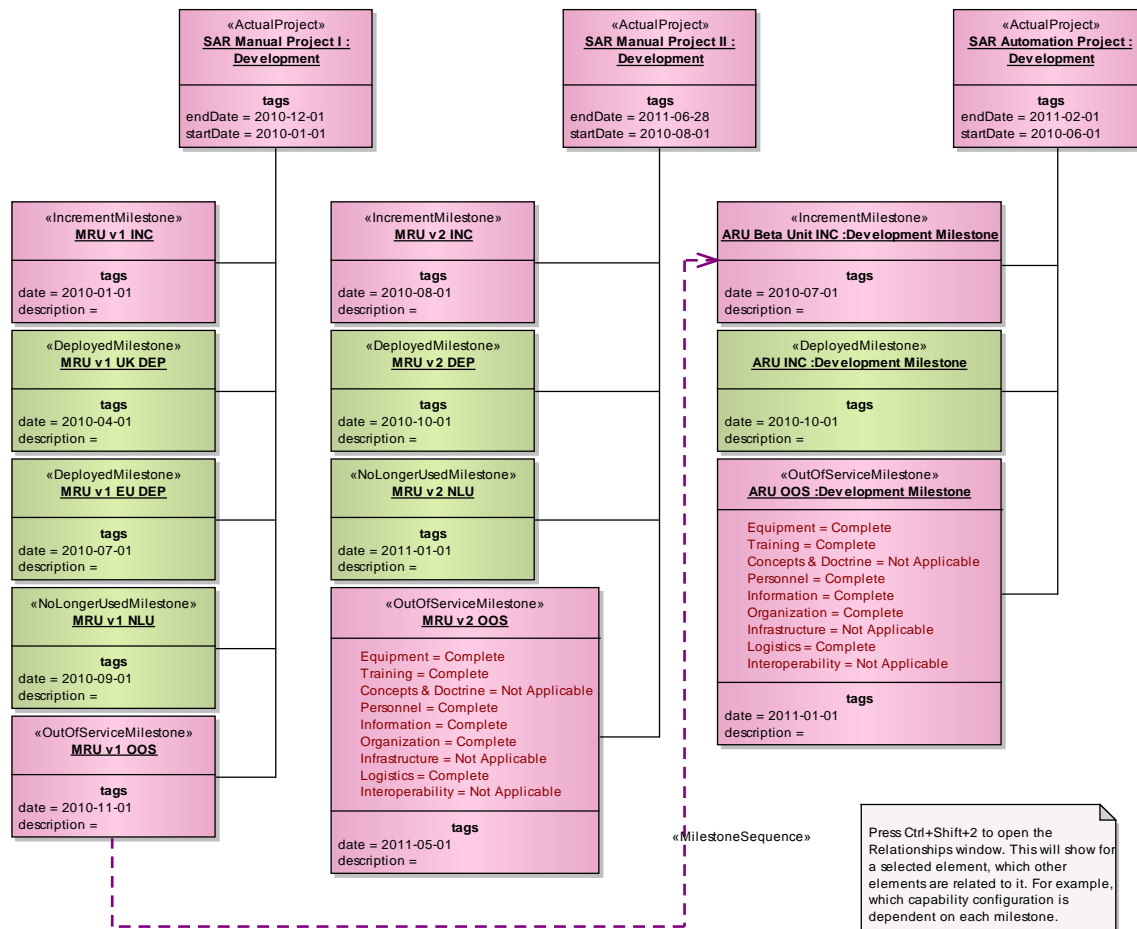 «ActualProject»
SAR Manual Project I :
Development
tags
endDate = 2010-12-01
startDate = 2010-01-01
«ActualProject»
SAR Manual Project II :
Development
tags
endDate = 2011-06-28
startDate = 2010-08-01
«ActualProject»
SAR Automation Project :
Development
tags
endDate = 2011-02-01
startDate = 2010-06-01
«IncrementMilestone»
MRU v1 INC
tags
date = 2010-01-01
description =
«DeployedMilestone»
MRU v1 UK DEP
tags
date = 2010-04-01
description =
«DeployedMilestone»
MRU v1 EU DEP
tags
date = 2010-07-01
description =
«NoLongerUsedMilestone»
MRU v1 NLU
tags
date = 2010-09-01
description =
«OutOfServiceMilestone»
MRU v1 OOS
tags
date = 2010-11-01
description =
«IncrementMilestone»
MRU v2 INC
tags
date = 2010-08-01
description =
«DeployedMilestone»
MRU v2 DEP
tags
date = 2010-10-01
description =
«NoLongerUsedMilestone»
MRU v2 NLU
tags
date = 2011-01-01
description =
«OutOfServiceMilestone»
MRU v2 OOS
Equipment = Complete
Training = Complete
Concepts & Doctrine = Not Applicable
Personnel = Complete
Information = Complete
Organization = Complete
Infrastructure = Not Applicable
Logistics = Complete
Interoperability = Not Applicable
tags
date = 2011-05-01
description =
«IncrementMilestone»
ARU Beta Unit INC :Development Milestone
tags
date = 2010-07-01
description =
«DeployedMilestone»
ARU INC :Development Milestone
tags
date = 2010-10-01
description =
«OutOfServiceMilestone»
ARU OOS :Development Milestone
Equipment = Complete
Training = Complete
Concepts & Doctrine = Not Applicable
Personnel = Complete
Information = Complete
Organization = Complete
Infrastructure = Not Applicable
Logistics = Complete
Interoperability = Not Applicable
tags
date = 2011-01-01
description =
«MilestoneSequence»
Press Ctrl+Shift+2 to open the
Relationships window. This will show for
a selected element, which other
elements are related to it. For example,
which capability configuration is
dependent on each milestone.